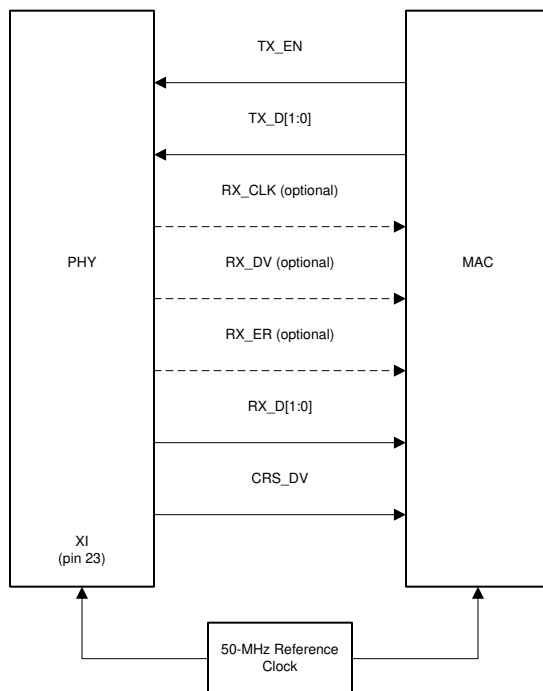 TX_EN
TX_D[1:0]
RX_CLK (optional)
PHY
RX_DV (optional)
MAC
RX_ER (optional)
RX_D[1:0]
CRS_DV
XI
(pin 23)
50-MHz Reference
Clock